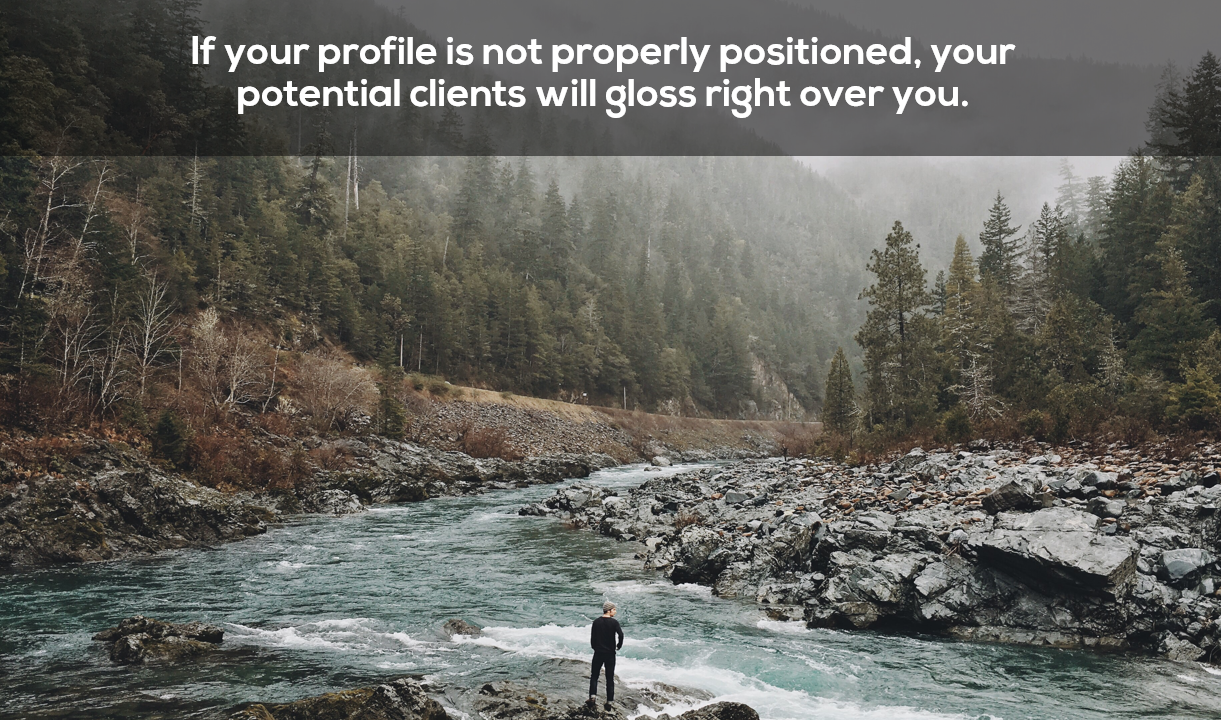 If your profile is not properly positioned, your
potential clients will gloss right over you.